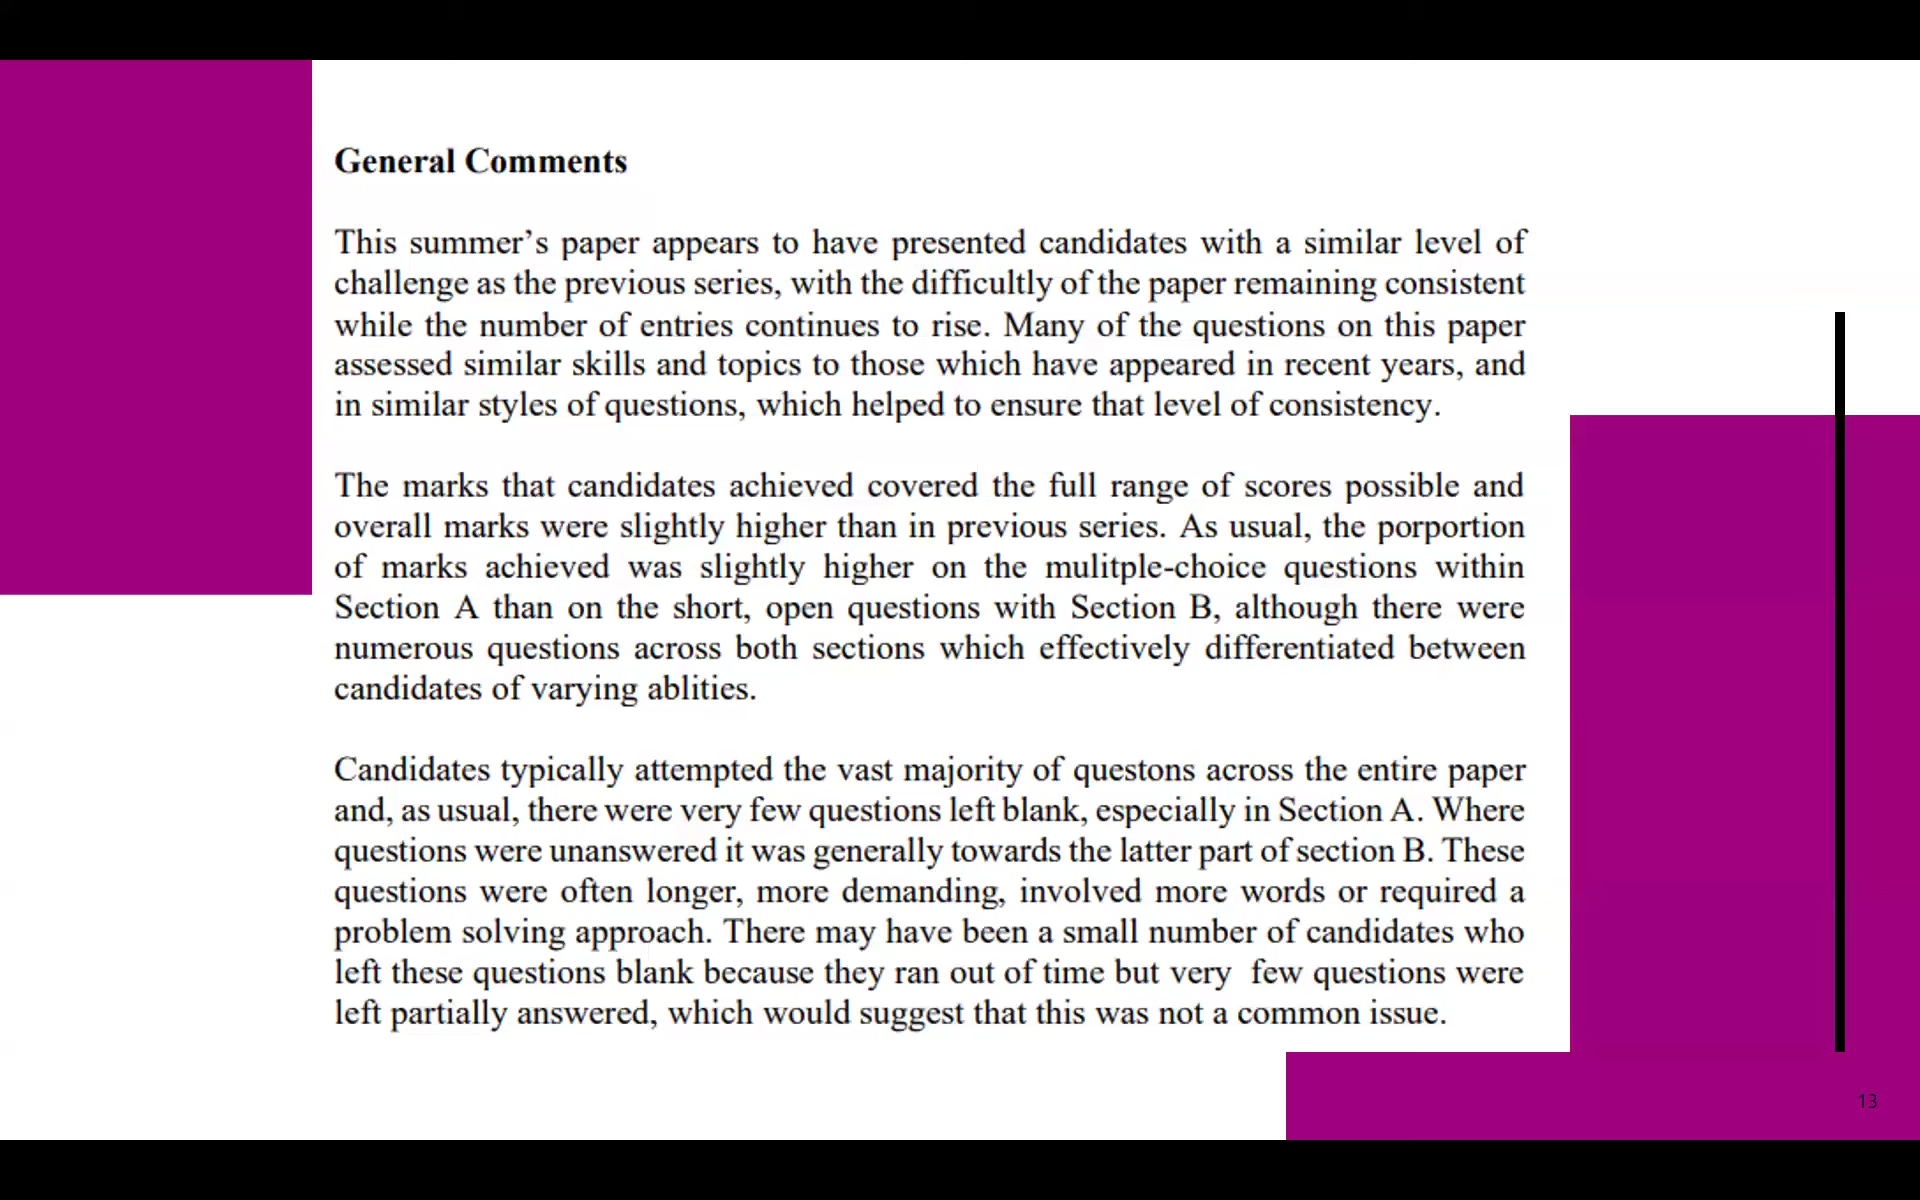 General Comments
This summer’s paper appears to have presented candidates with a similar level of
challenge as the previous series, with the difficultly of the paper remaining consistent
while the number of entries continues to rise. Many of the questions on this paper
assessed similar skills and topics to those which have appeared in recent years, and
in similar styles of questions, which helped to ensure that level of consistency.
The marks that candidates achieved covered the full range of scores possible and
overall marks were slightly higher than in previous series. As usual, the porportion
of marks achieved was slightly higher on the mulitple-choice questions within
Section A than on the short, open questions with Section B, although there were
numerous questions across both sections which effectively differentiated between
candidates of varying ablities.
Candidates typically attempted the vast majority of questons across the entire paper
and, as usual, there were very few questions left blank, especially in Section A. Where
questions were unanswered it was generally towards the latter part of section B. These
questions were often longer, more demanding, involved more words or required a
problem solving approach. There may have been a small number of candidates who
left these questions blank because they ran out of time but very  few questions were
left partially answered, which would suggest that this was not a common issue.
13